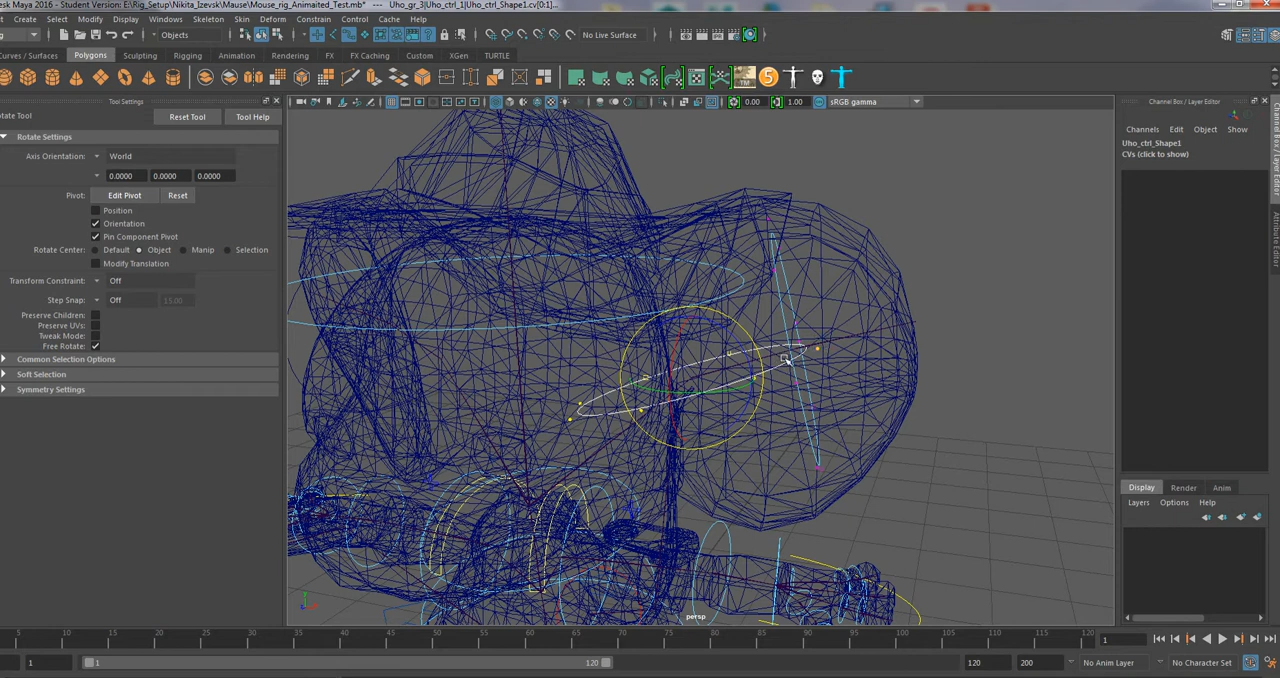 esk Maya 2016 - Student Version: E:\Rig_Setup\Nikita_Izevsk\Mause\Mouse_rig_Animaited_Test.mb* --- Uho_gr_3|Uho_ctrl_1|Uho_ctrl_Shape1.cv[0:1]...
Create Select Modify Display Windows Skeleton Skin Deform Constrain Control Cache Help
g Objects No Live Surface
Curves / Surfaces Polygons Sculpting Rigging Animation Rendering FX FX Caching Custom XGen TURTLE
TM 5
Tool Settings
0.00 1.00 sRGB gamma
Channel Box / Layer Editor
otate Tool Reset Tool Tool Help
Channels Edit Object Show
Rotate Settings
Uho_ctrl_Shape1
CVs (click to show)
Axis Orientation: World
0.0000 0.0000 0.0000
Pivot: Edit Pivot Reset
Position
Orientation
Pin Component Pivot
Rotate Center: Default Object Manip Selection
Modify Translation
Transform Constraint: Off
Step Snap: Off 15.00
Preserve Children:
Preserve UVs:
Tweak Mode:
Free Rotate:
Common Selection Options
Soft Selection
Symmetry Settings
Channel Box / Layer Editor
Attribute Editor
Display Render Anim
Layers Options Help
persp
5 10 15 20 25 30 35 40 45 50 55 60 65 70 75 80 85 90 95 100 105 110 115 120 1
1 1 120 120 200 No Anim Layer No Character Set